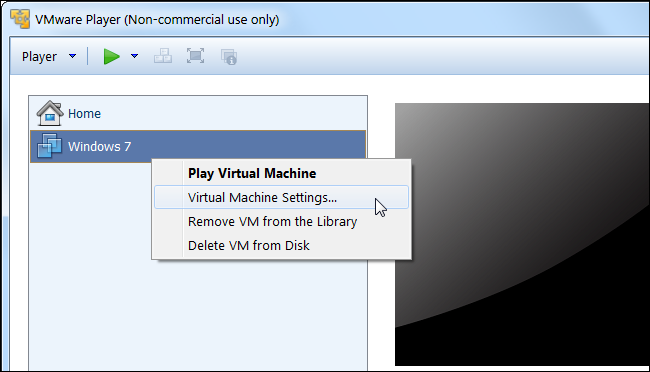 VMware Player (Non-commercial use only)
Player
Home
Windows 7
Play Virtual Machine
Virtual Machine Settings...
Remove VM from the Library
Delete VM from Disk